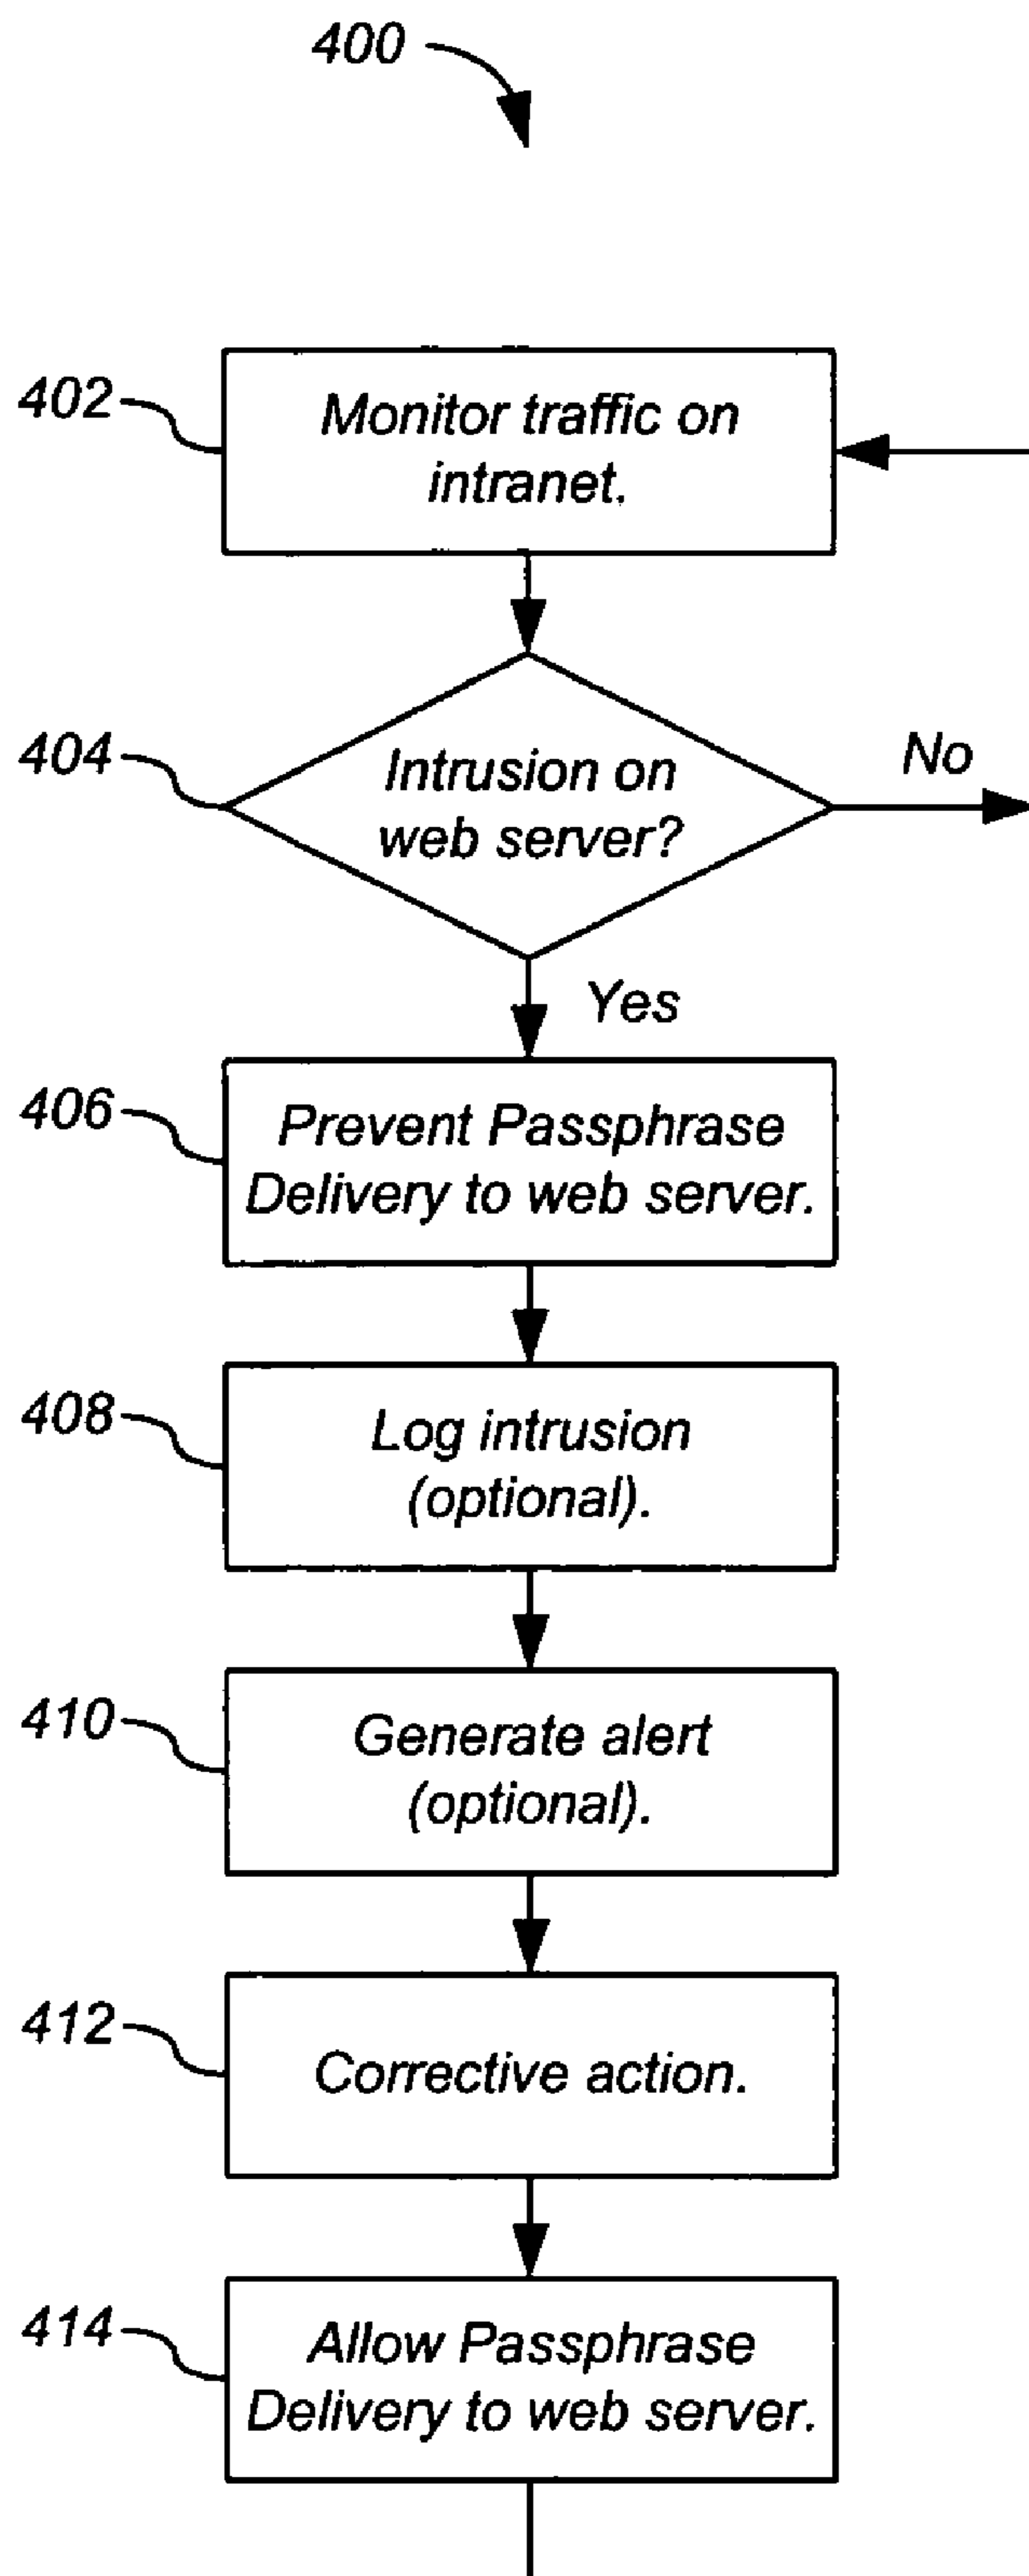 400
402
Monitor traffic on
intranet.
404
Intrusion on
web server?
No
Yes
406
Prevent Passphrase
Delivery to web server.
408
Log intrusion
(optional).
410
Generate alert
(optional).
412
Corrective action.
414
Allow Passphrase
Delivery to web server.